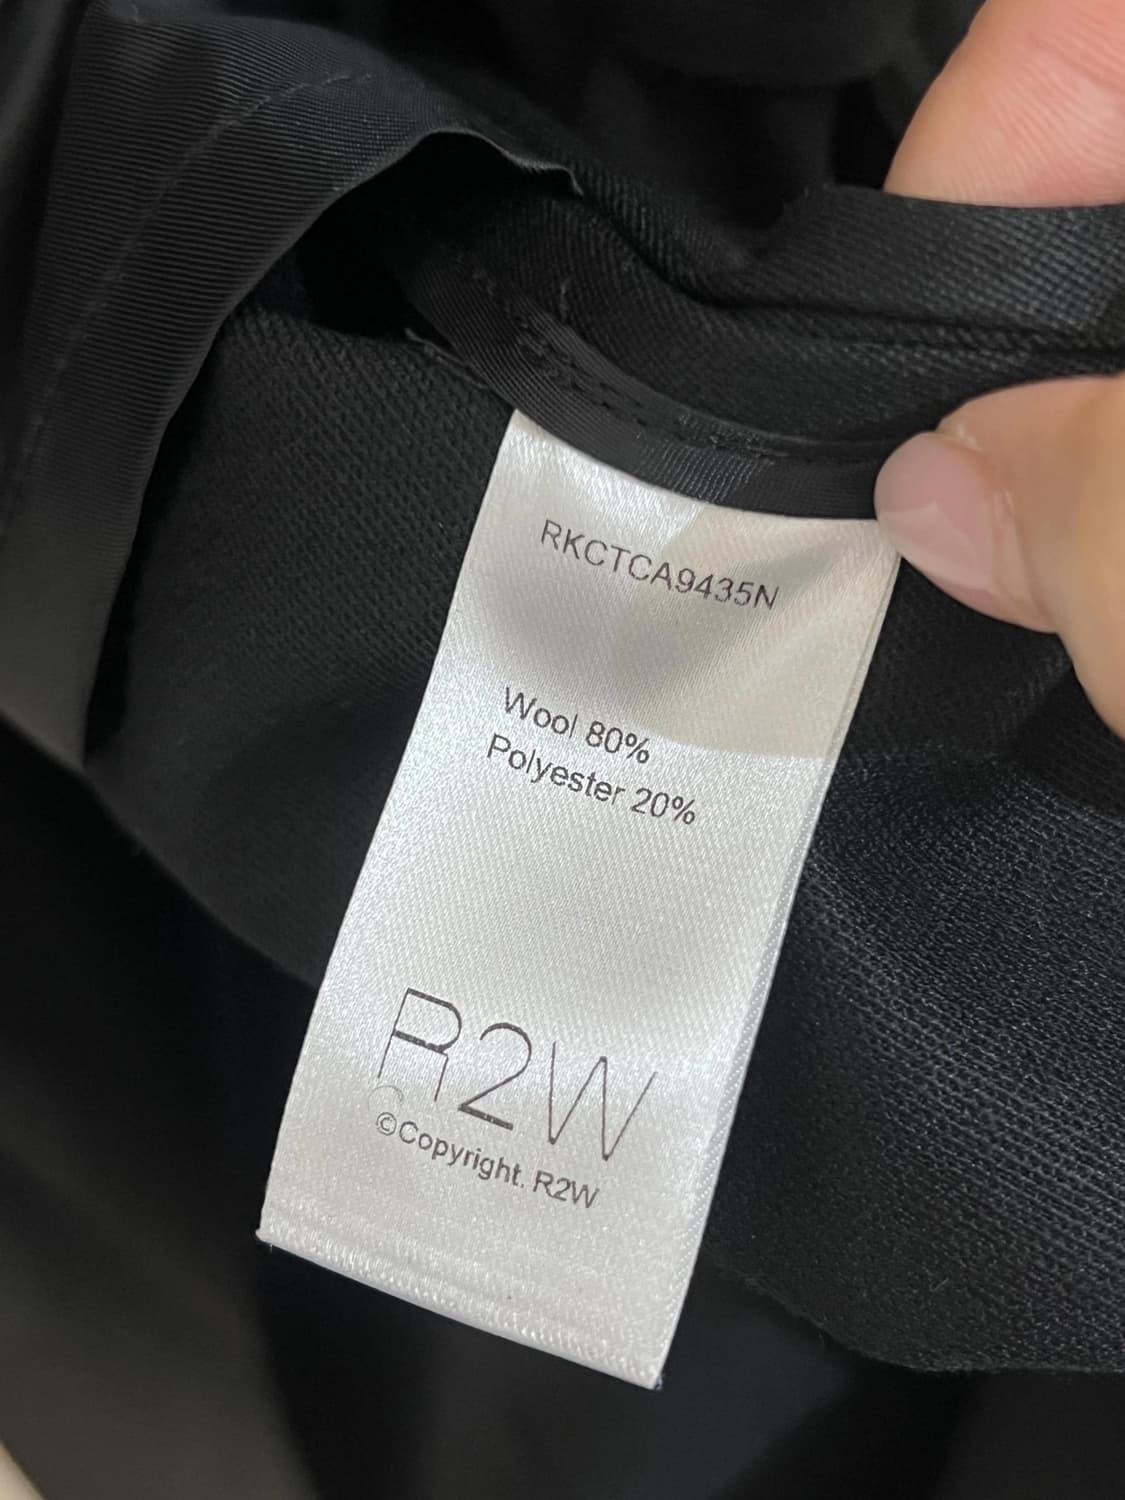 RKCTCA9435N
Wool 80%
Polyester 20%
R2W
©Copyright. R2W